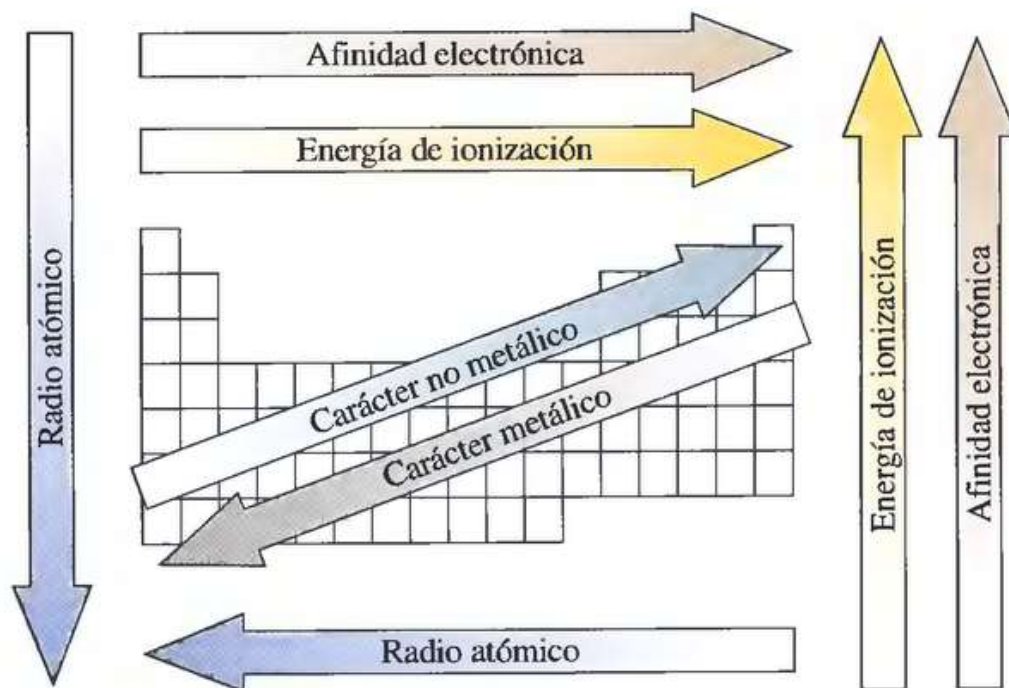 Afinidad electrónica
Energía de ionización
Radio atómico
Carácter no metálico
Carácter metálico
Energía de ionización
Afinidad electrónica
Radio atómico